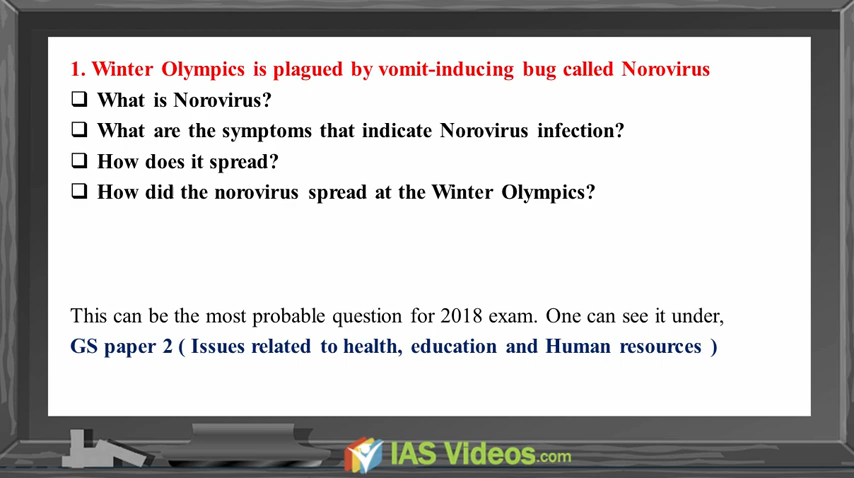 1. Winter Olympics is plagued by vomit-inducing bug called Norovirus
❑ What is Norovirus?
❑ What are the symptoms that indicate Norovirus infection?
❑ How does it spread?
❑ How did the norovirus spread at the Winter Olympics?
This can be the most probable question for 2018 exam. One can see it under,
GS paper 2 ( Issues related to health, education and Human resources )
IAS Videos.com